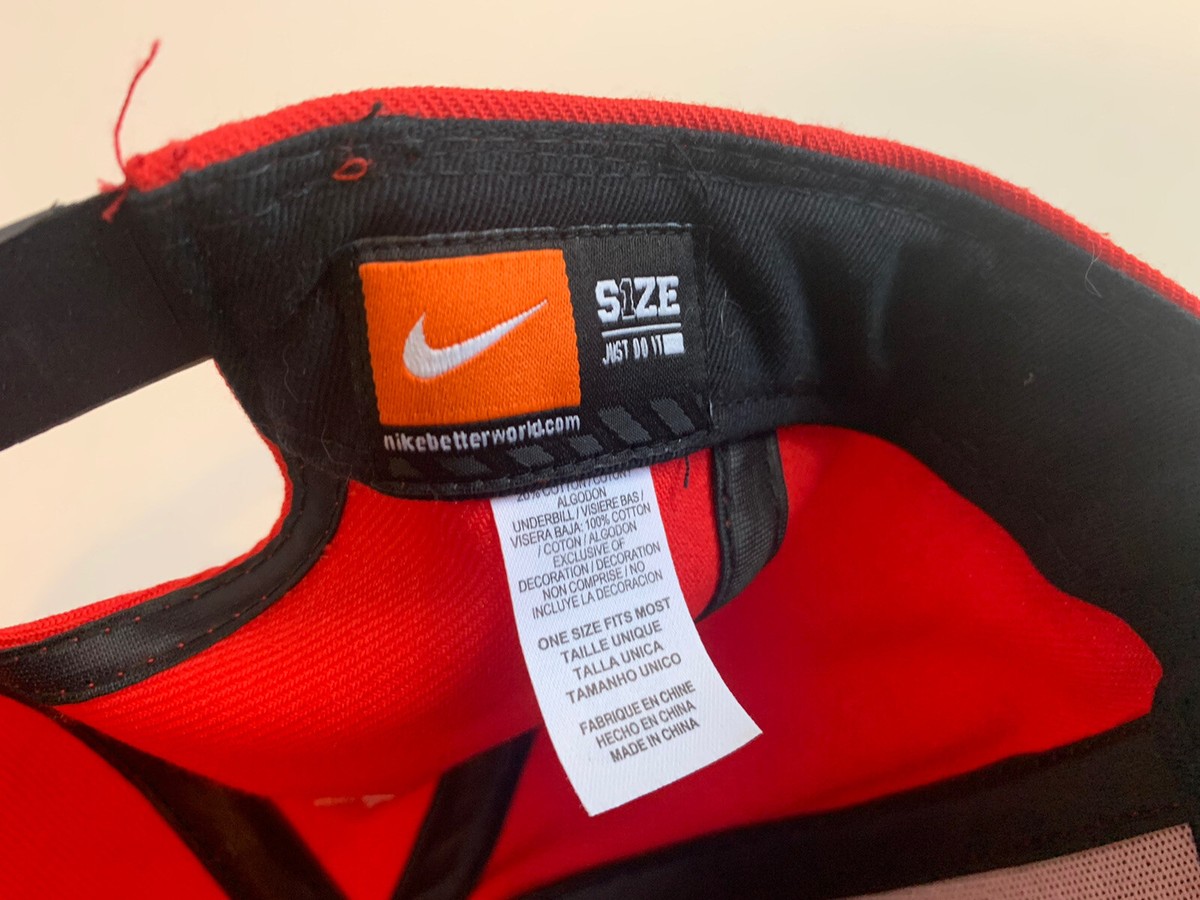 S1ZE
JUST DO IT
nikebetterworld.com
20% COTTON / COTON /
ALGODON
UNDERBILL / VISIERE BAS /
VISERA BAJA: 100% COTTON
/ COTON / ALGODON
EXCLUSIVE OF
DECORATION / DECORATION
NON COMPRISE / NO
INCLUYE LA DECORACION
ONE SIZE FITS MOST
TAILLE UNIQUE
TALLA UNICA
TAMANHO UNICO
FABRIQUE EN CHINE
HECHO EN CHINA
MADE IN CHINA